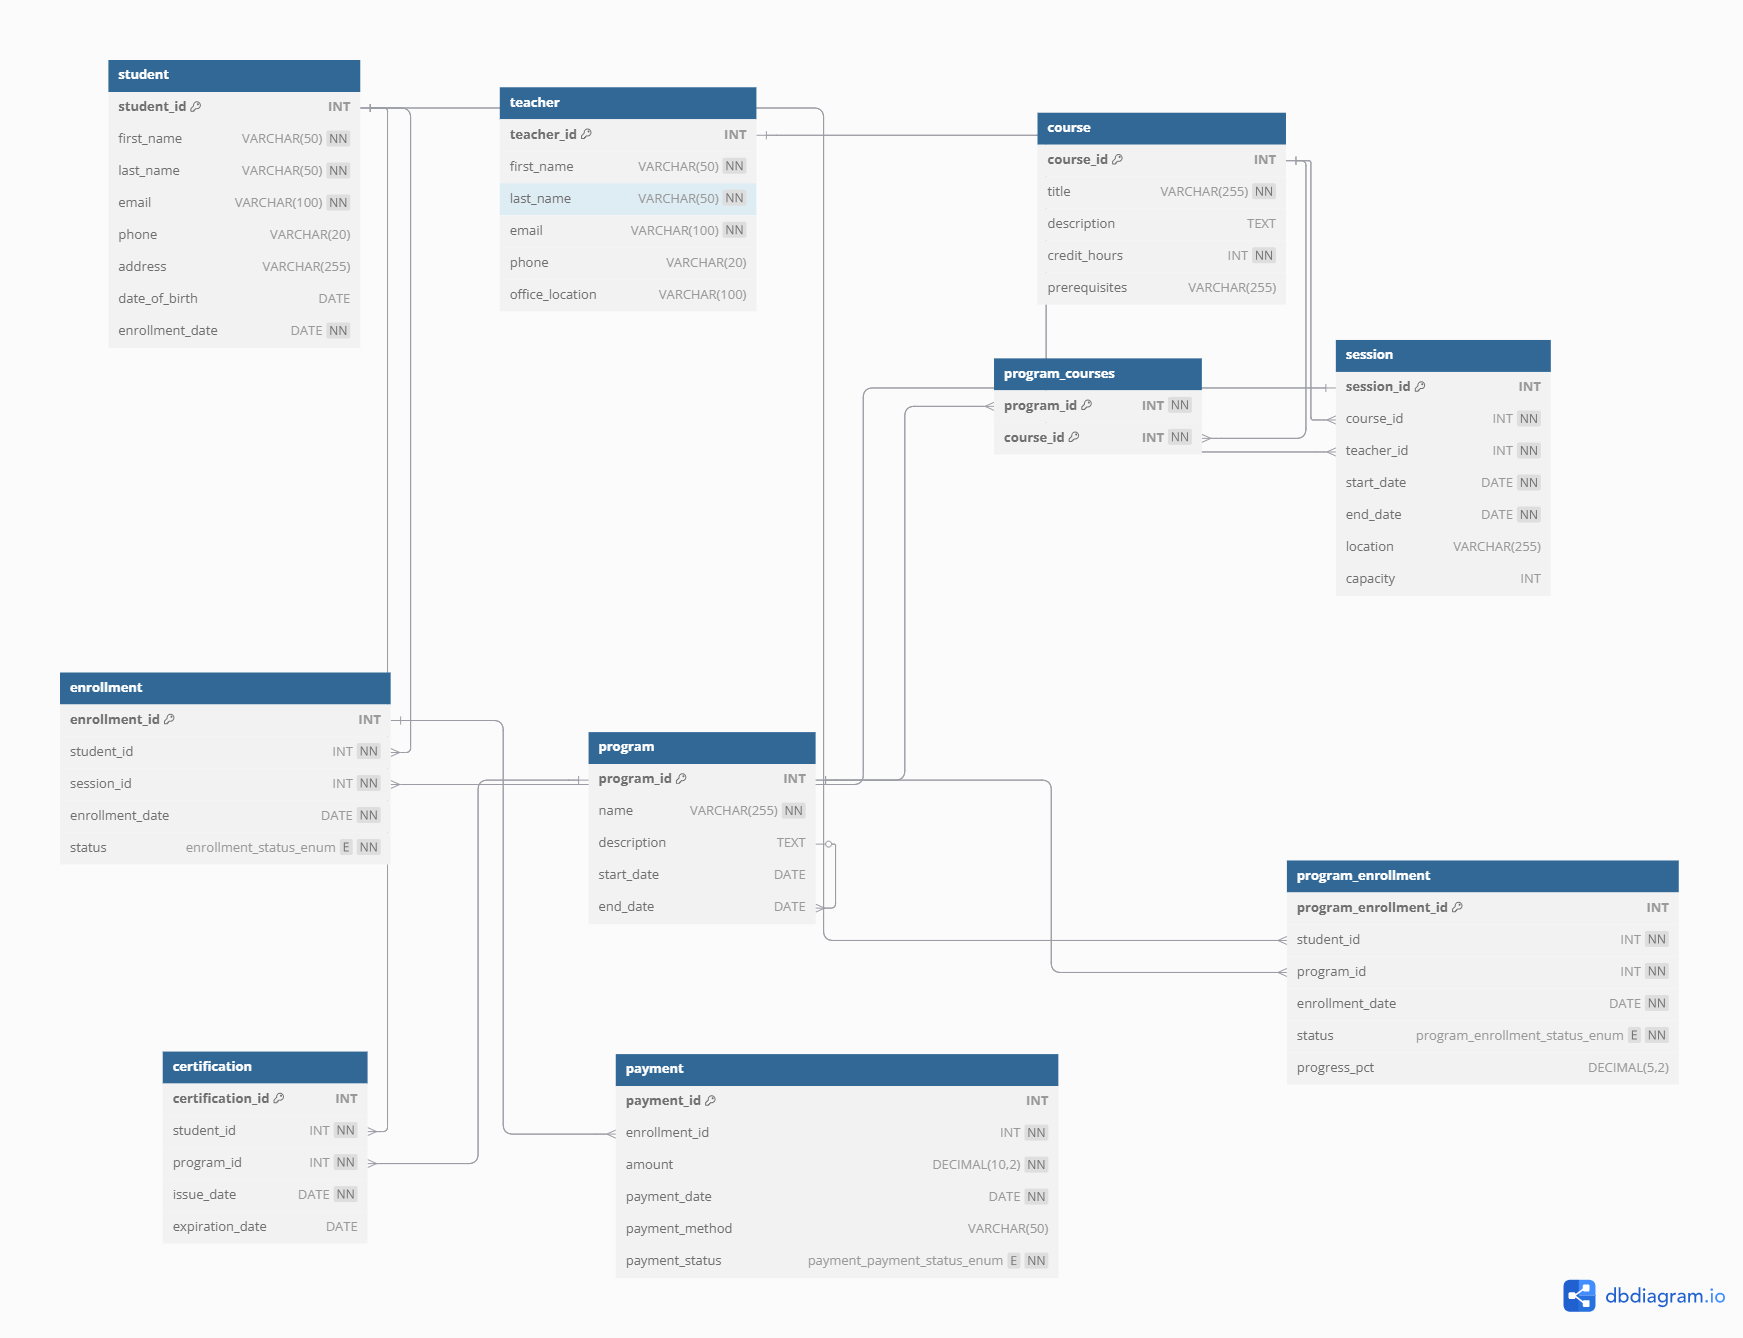 student
student_id INT
first_name VARCHAR(50) NN
last_name VARCHAR(50) NN
email VARCHAR(100) NN
phone VARCHAR(20)
address VARCHAR(255)
date_of_birth DATE
enrollment_date DATE NN
teacher
teacher_id INT
first_name VARCHAR(50) NN
last_name VARCHAR(50) NN
email VARCHAR(100) NN
phone VARCHAR(20)
office_location VARCHAR(100)
course
course_id INT
title VARCHAR(255) NN
description TEXT
credit_hours INT NN
prerequisites VARCHAR(255)
program_courses
program_id INT NN
course_id INT NN
session
session_id INT
course_id INT NN
teacher_id INT NN
start_date DATE NN
end_date DATE NN
location VARCHAR(255)
capacity INT
enrollment
enrollment_id INT
student_id INT NN
session_id INT NN
enrollment_date DATE NN
status enrollment_status_enum E NN
program
program_id INT
name VARCHAR(255) NN
description TEXT
start_date DATE
end_date DATE
program_enrollment
program_enrollment_id INT
student_id INT NN
program_id INT NN
enrollment_date DATE NN
status program_enrollment_status_enum E NN
progress_pct DECIMAL(5,2)
certification
certification_id INT
student_id INT NN
program_id INT NN
issue_date DATE NN
expiration_date DATE
payment
payment_id INT
enrollment_id INT NN
amount DECIMAL(10,2) NN
payment_date DATE NN
payment_method VARCHAR(50)
payment_status payment_payment_status_enum E NN
dbdiagram.io